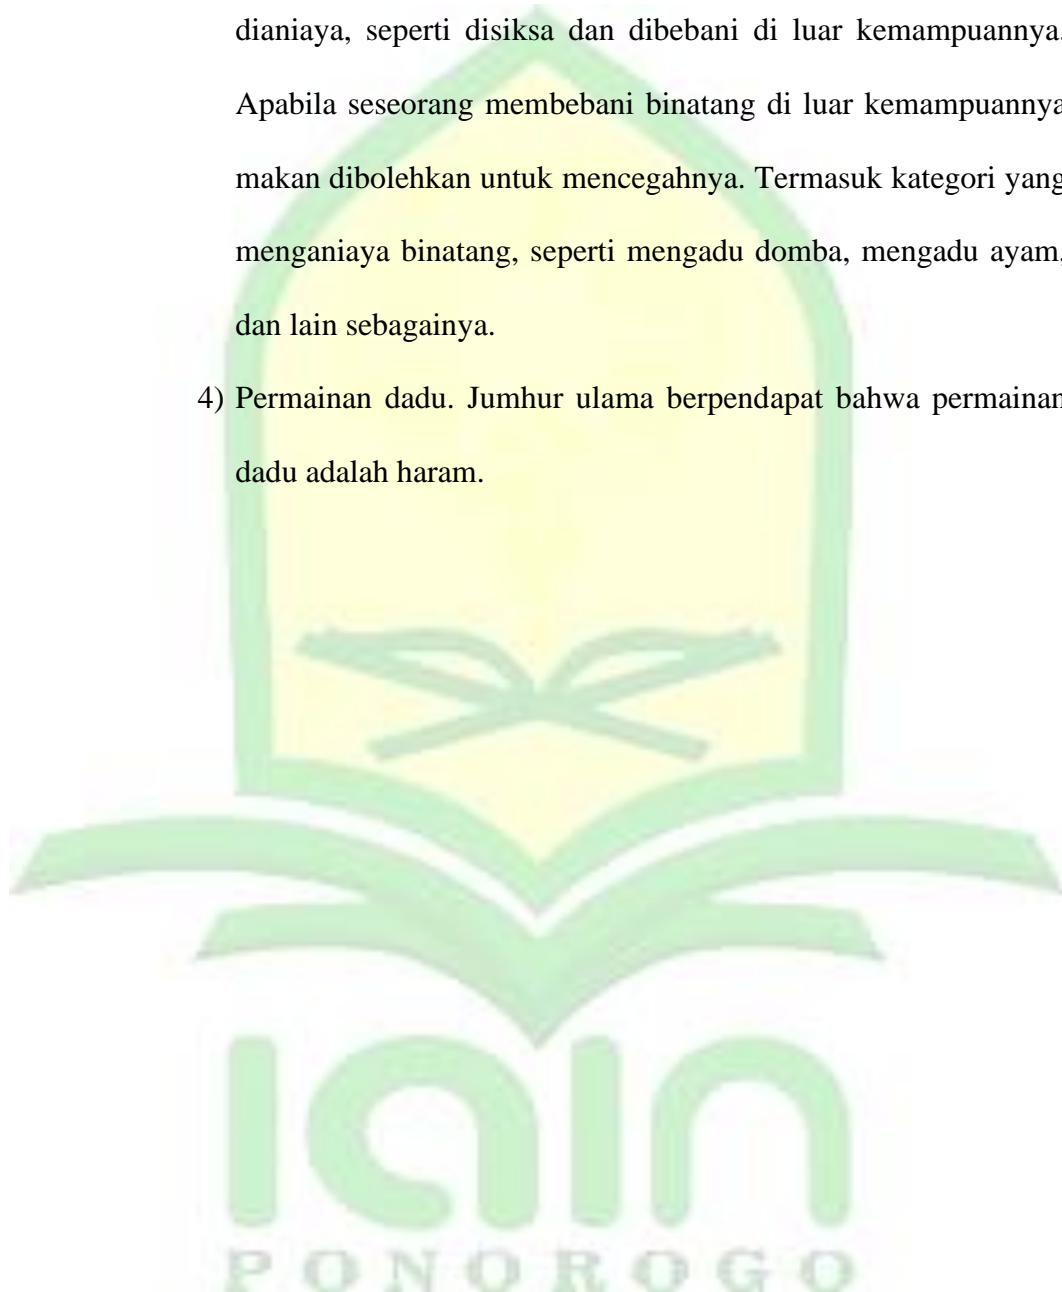 dianiaya, seperti disiksa dan dibebani di luar kemampuannya.
Apabila seseorang membebani binatang di luar kemampuannya
makan dibolehkan untuk mencegahnya. Termasuk kategori yang
menganiaya binatang, seperti mengadu domba, mengadu ayam,
dan lain sebagainya.
4) Permainan dadu. Jumhur ulama berpendapat bahwa permainan
dadu adalah haram.
iain
PONOROGO